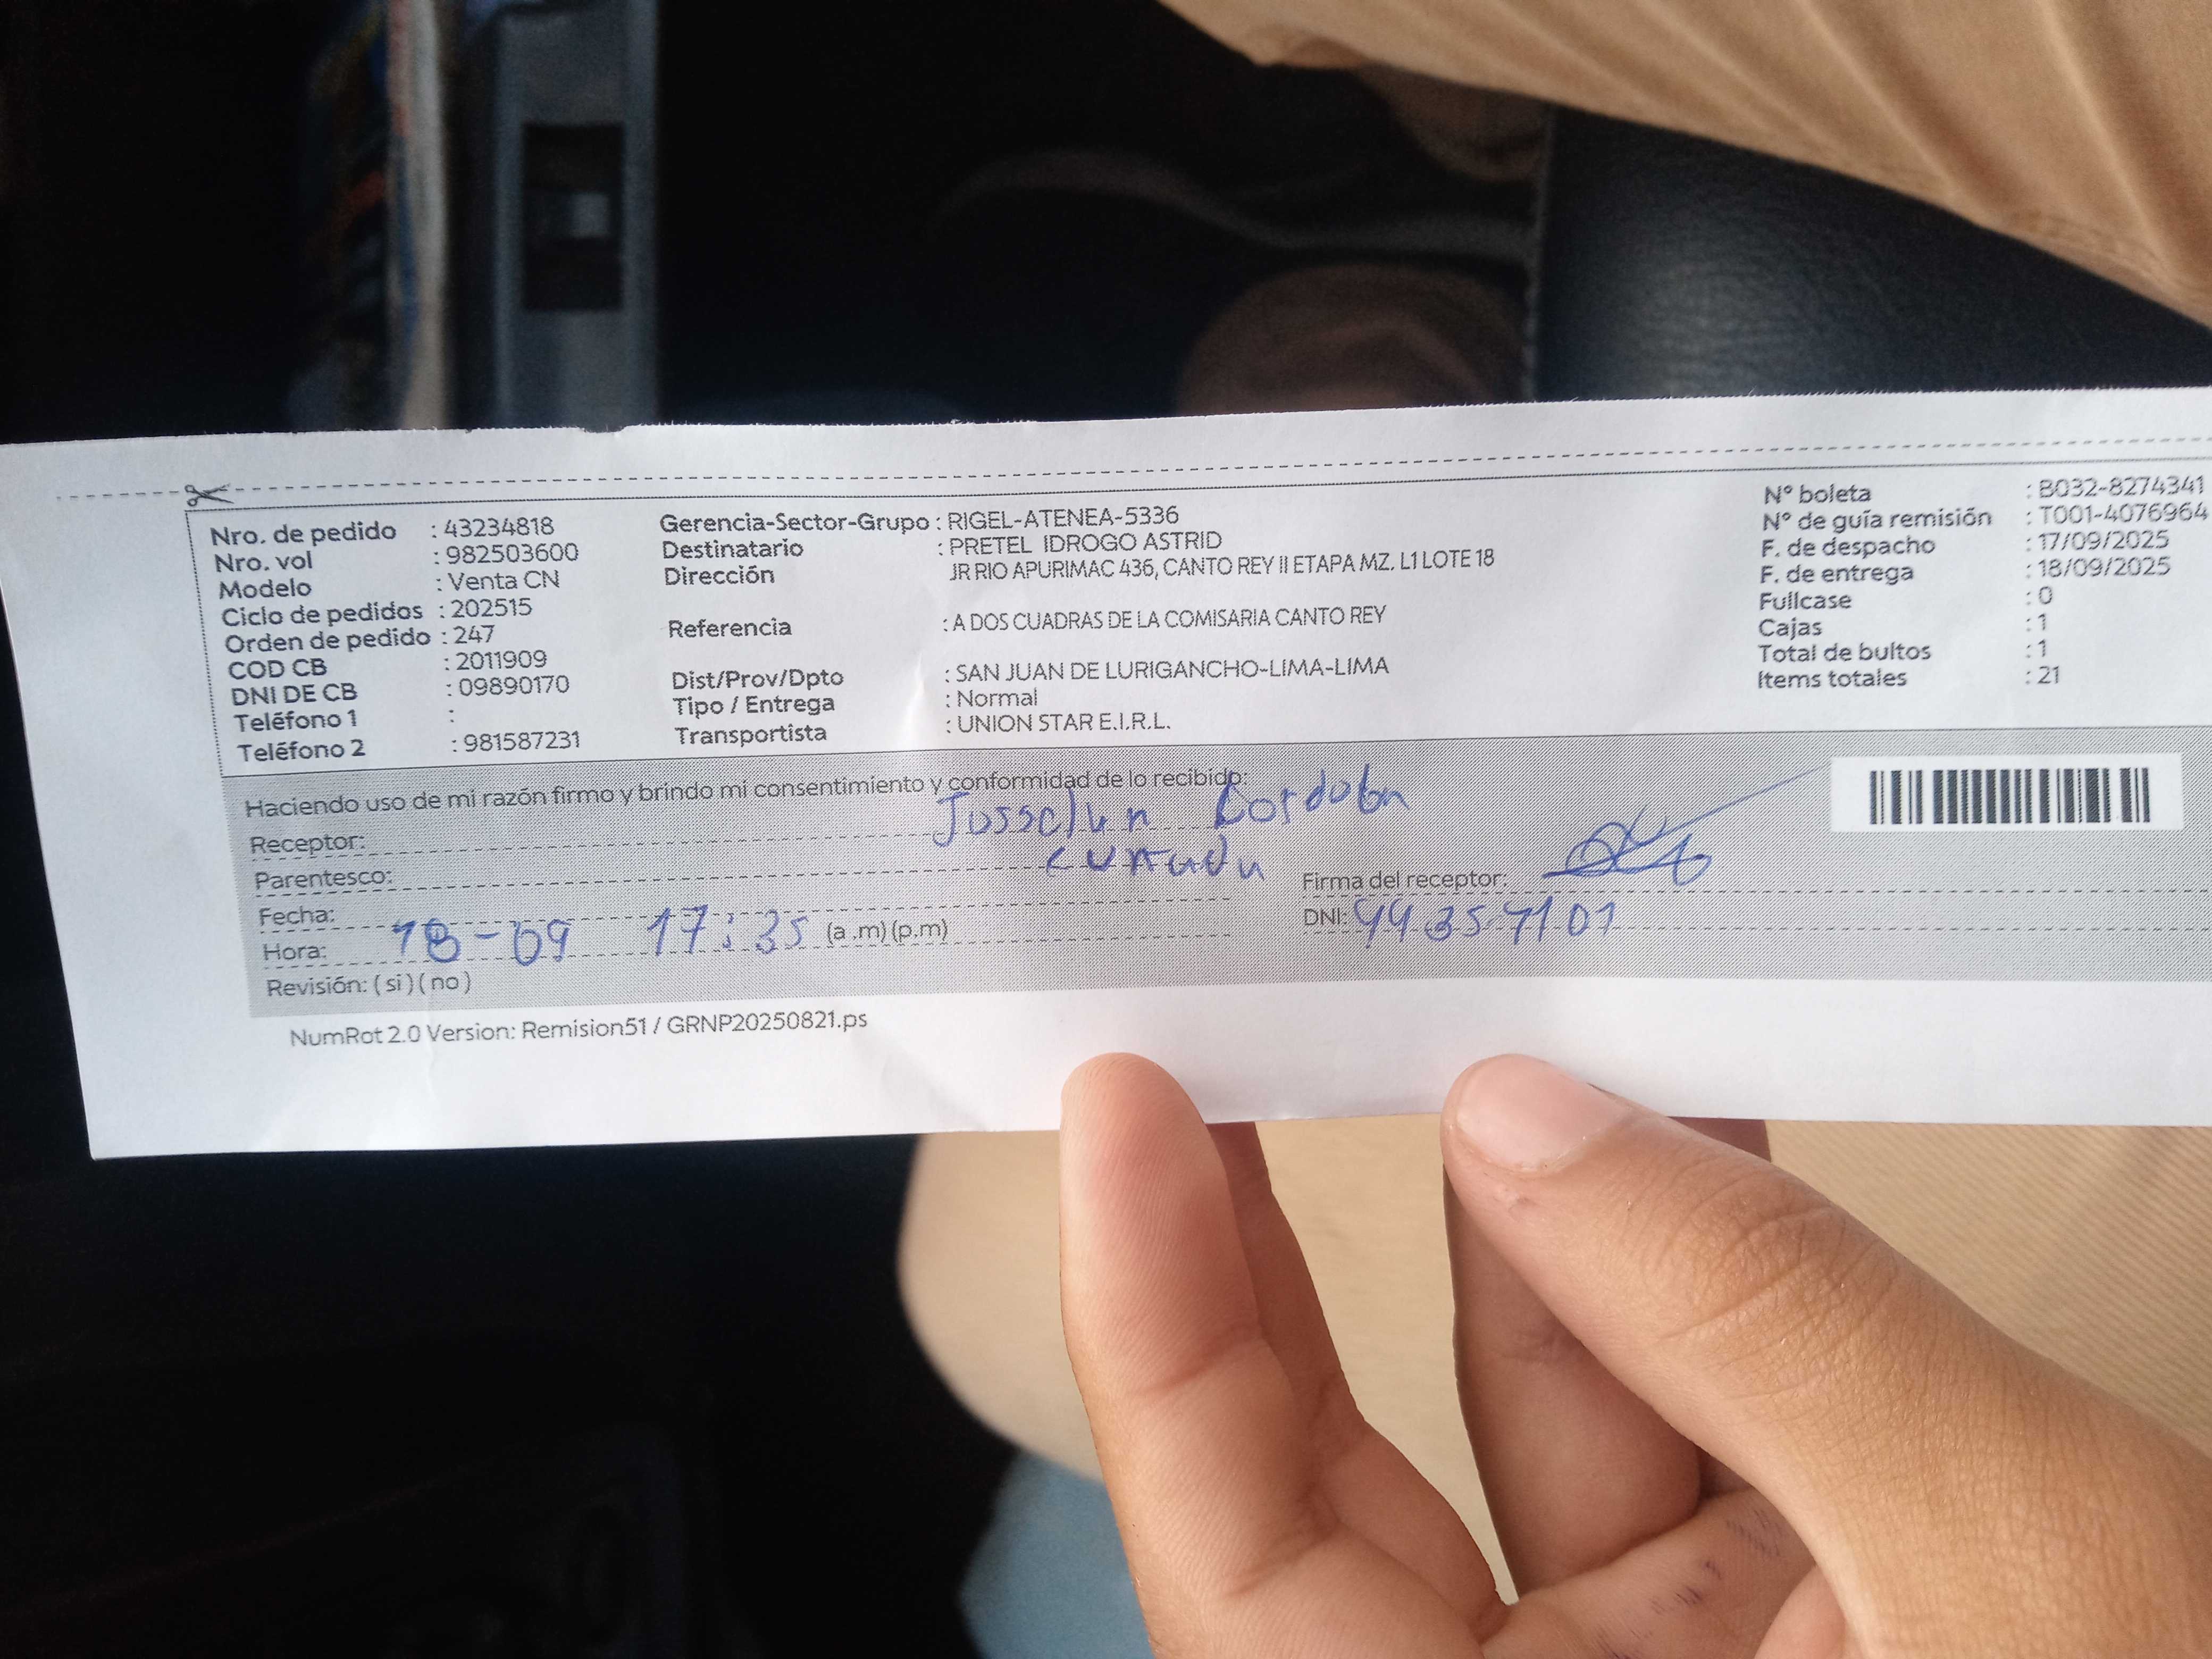 Nro. de pedido : 43234818
Nro. vol : 982503600
Modelo : Venta CN
Ciclo de pedidos : 202515
Orden de pedido : 247
COD CB : 2011909
DNI DE CB : 09890170
Teléfono 1 :
Teléfono 2 : 981587231
Gerencia-Sector-Grupo : RIGEL-ATENEA-5336
Destinatario : PRETEL IDROGO ASTRID
Dirección JR RIO APURIMAC 436, CANTO REY II ETAPA MZ. L1 LOTE 18
Referencia : A DOS CUADRAS DE LA COMISARIA CANTO REY
Dist/Prov/Dpto : SAN JUAN DE LURIGANCHO-LIMA-LIMA
Tipo / Entrega : Normal
Transportista : UNION STAR E.I.R.L.
N° boleta : B032-8274341
N° de guía remisión : T001-4076964
F. de despacho : 17/09/2025
F. de entrega : 18/09/2025
Fullcase : 0
Cajas : 1
Total de bultos : 1
Items totales : 21
Haciendo uso de mi razón firmo y brindo mi consentimiento y conformidad de lo recibido:
Receptor: Josselyn Cordoba
Parentesco: cuñada
Firma del receptor:
Fecha:
DNI:
Hora: 18-09 17:35 (a .m) (p.m)
Revisión: ( si ) ( no )
NumRot 2.0 Version: Remision51 / GRNP20250821.ps